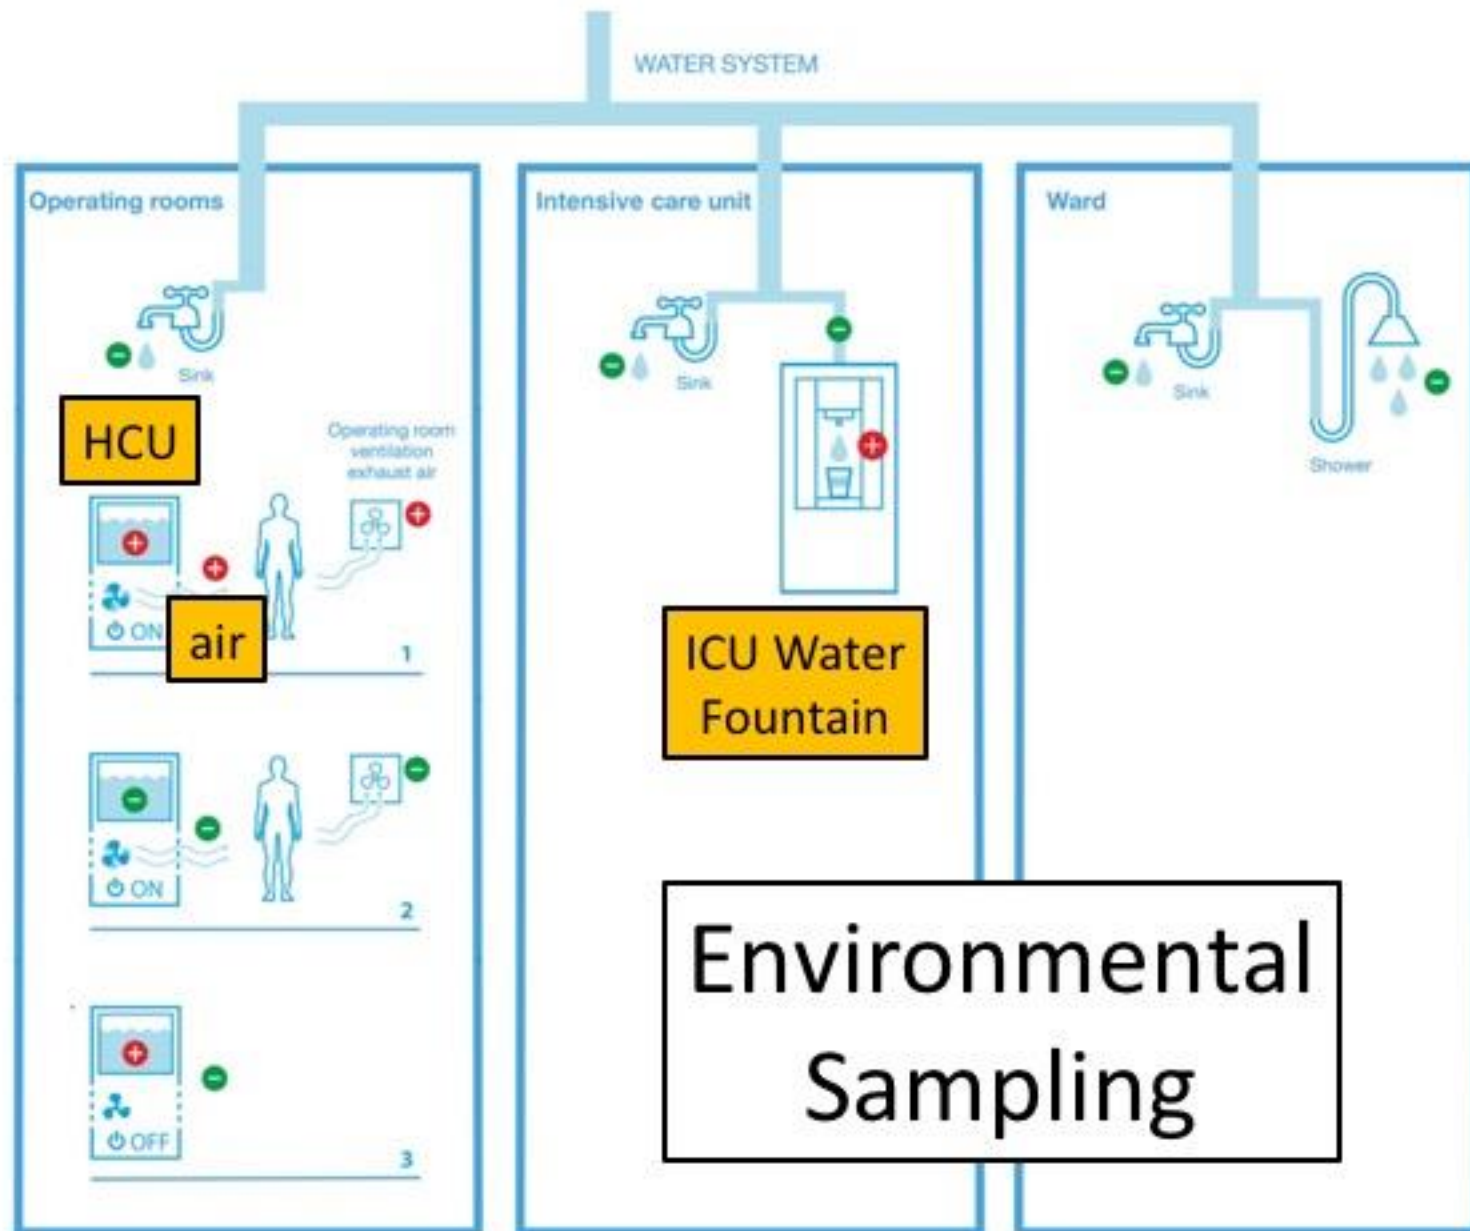 WATER SYSTEM
Operating rooms
Sink
HCU
Operating room
ventilation
exhaust air
ON
air
1
ON
2
OFF
3
Intensive care unit
Sink
ICU Water
Fountain
Ward
Sink
Shower
Environmental
Sampling